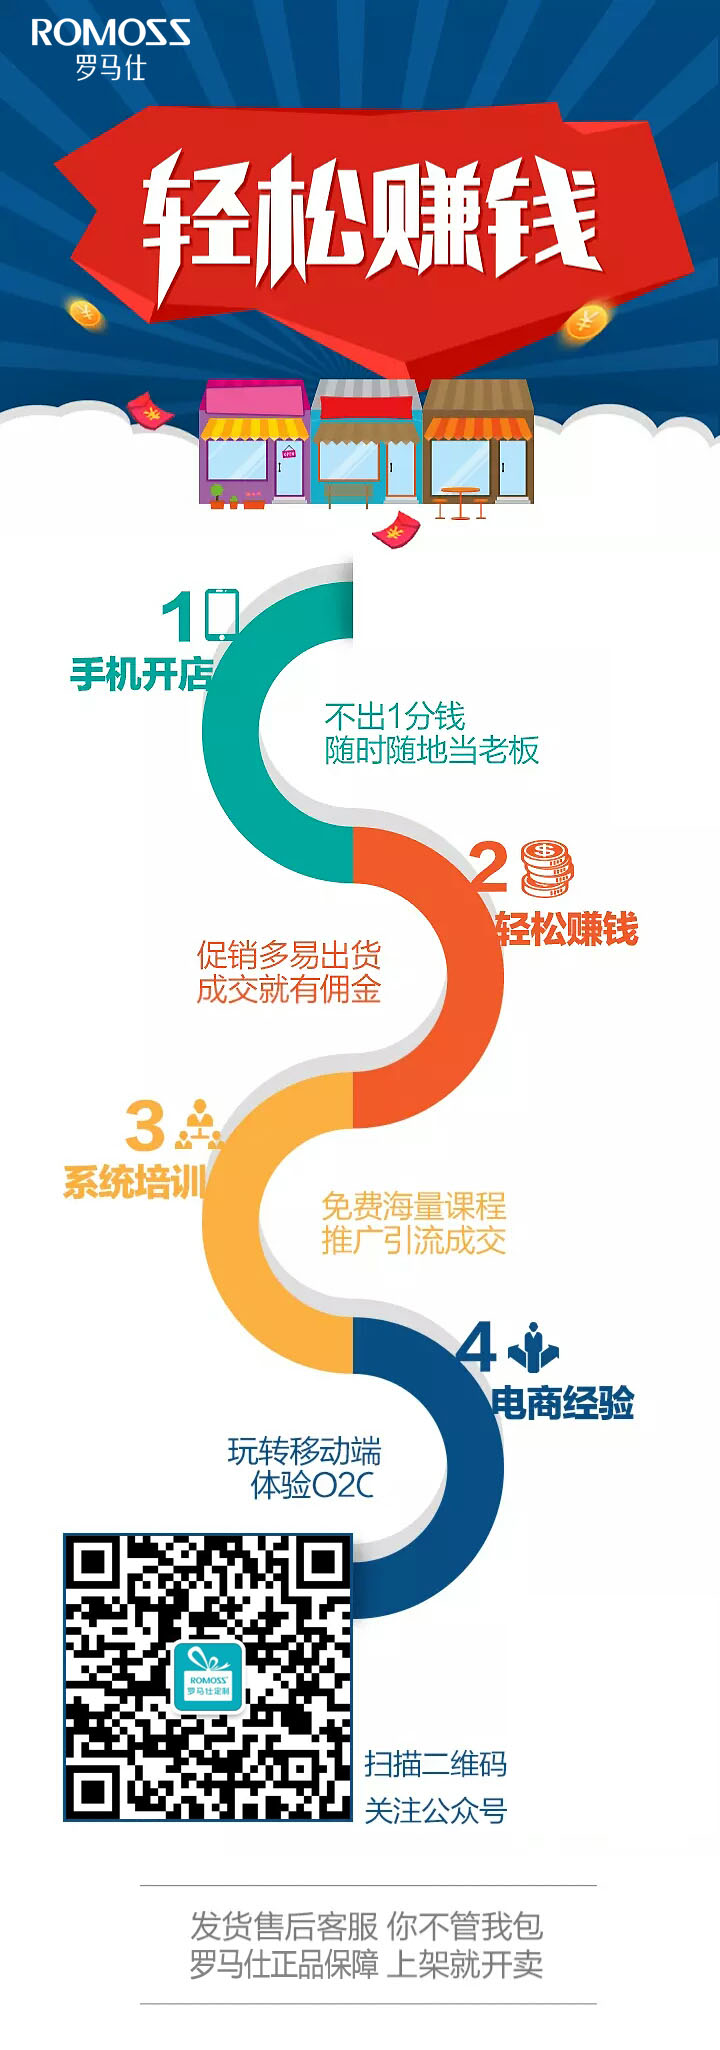 ROMOSS
罗马仕
轻松赚钱
1
手机开店
不出1分钱
随时随地当老板
2
轻松赚钱
促销多易出货
成交就有佣金
3
系统培训
免费海量课程
推广引流成交
4
电商经验
玩转移动端
体验O2C
ROMOSS
罗马仕定制
扫描二维码
关注公众号
发货售后客服 你不管我包
罗马仕正品保障 上架就开卖